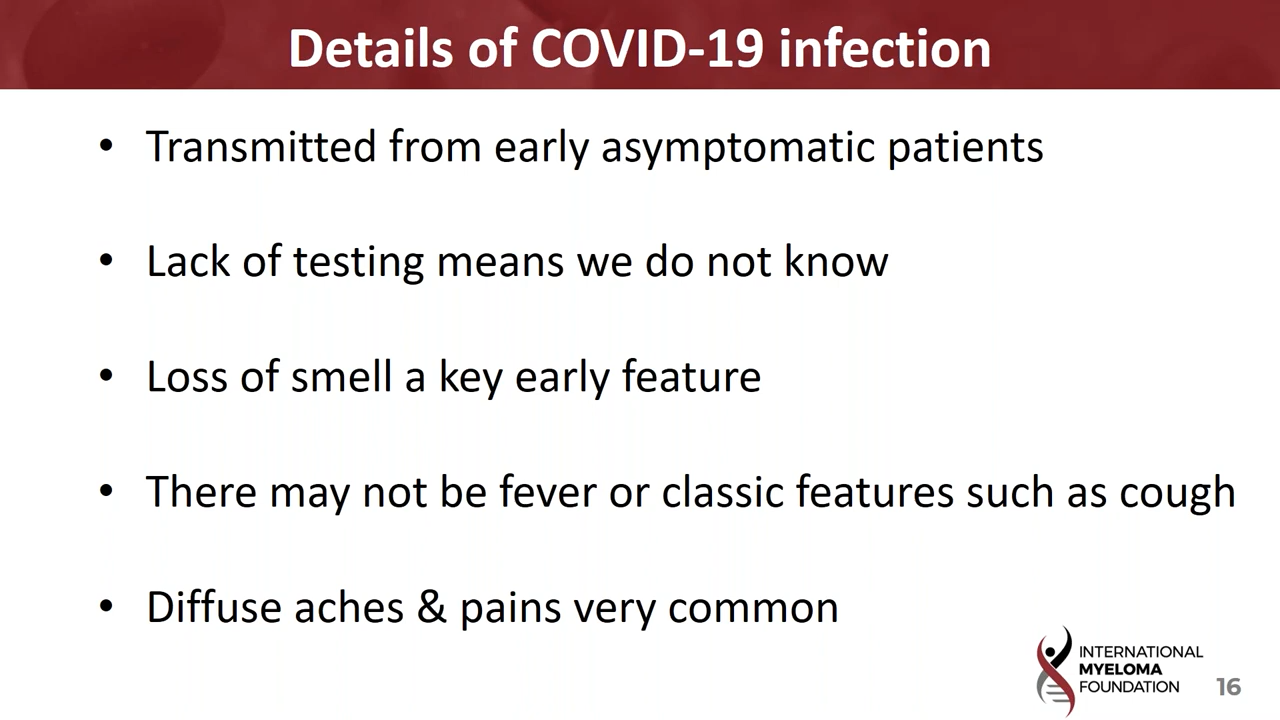 Details of COVID-19 infection
• Transmitted from early asymptomatic patients
• Lack of testing means we do not know
• Loss of smell a key early feature
• There may not be fever or classic features such as cough
• Diffuse aches & pains very common
INTERNATIONAL
MYELOMA
FOUNDATION
16